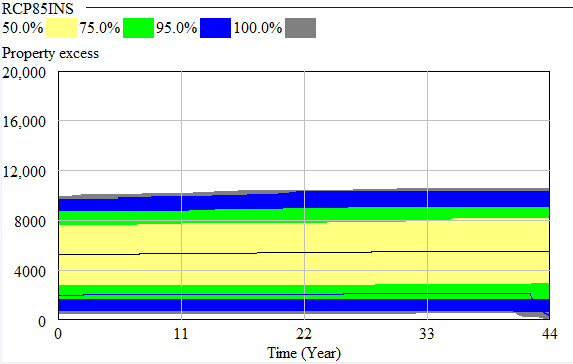 RCP85INS
50.0% 75.0% 95.0% 100.0%
Property excess
20,000
16,000
12,000
8000
4000
0
0 11 22 33 44
Time (Year)